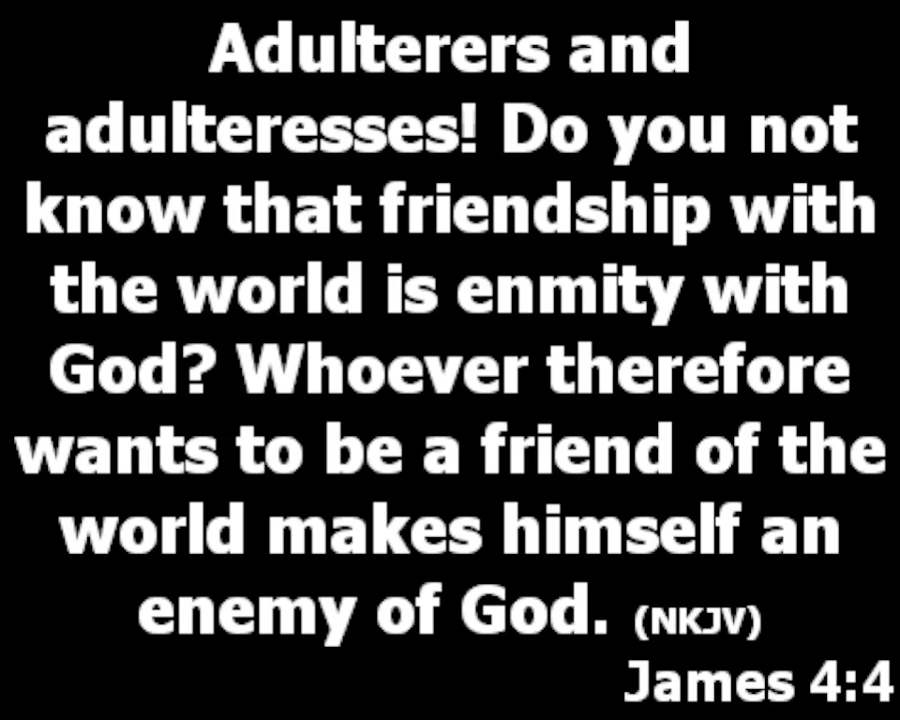 Adulterers and
adulteresses! Do you not
know that friendship with
the world is enmity with
God? Whoever therefore
wants to be a friend of the
world makes himself an
enemy of God. (NKJV)
James 4:4